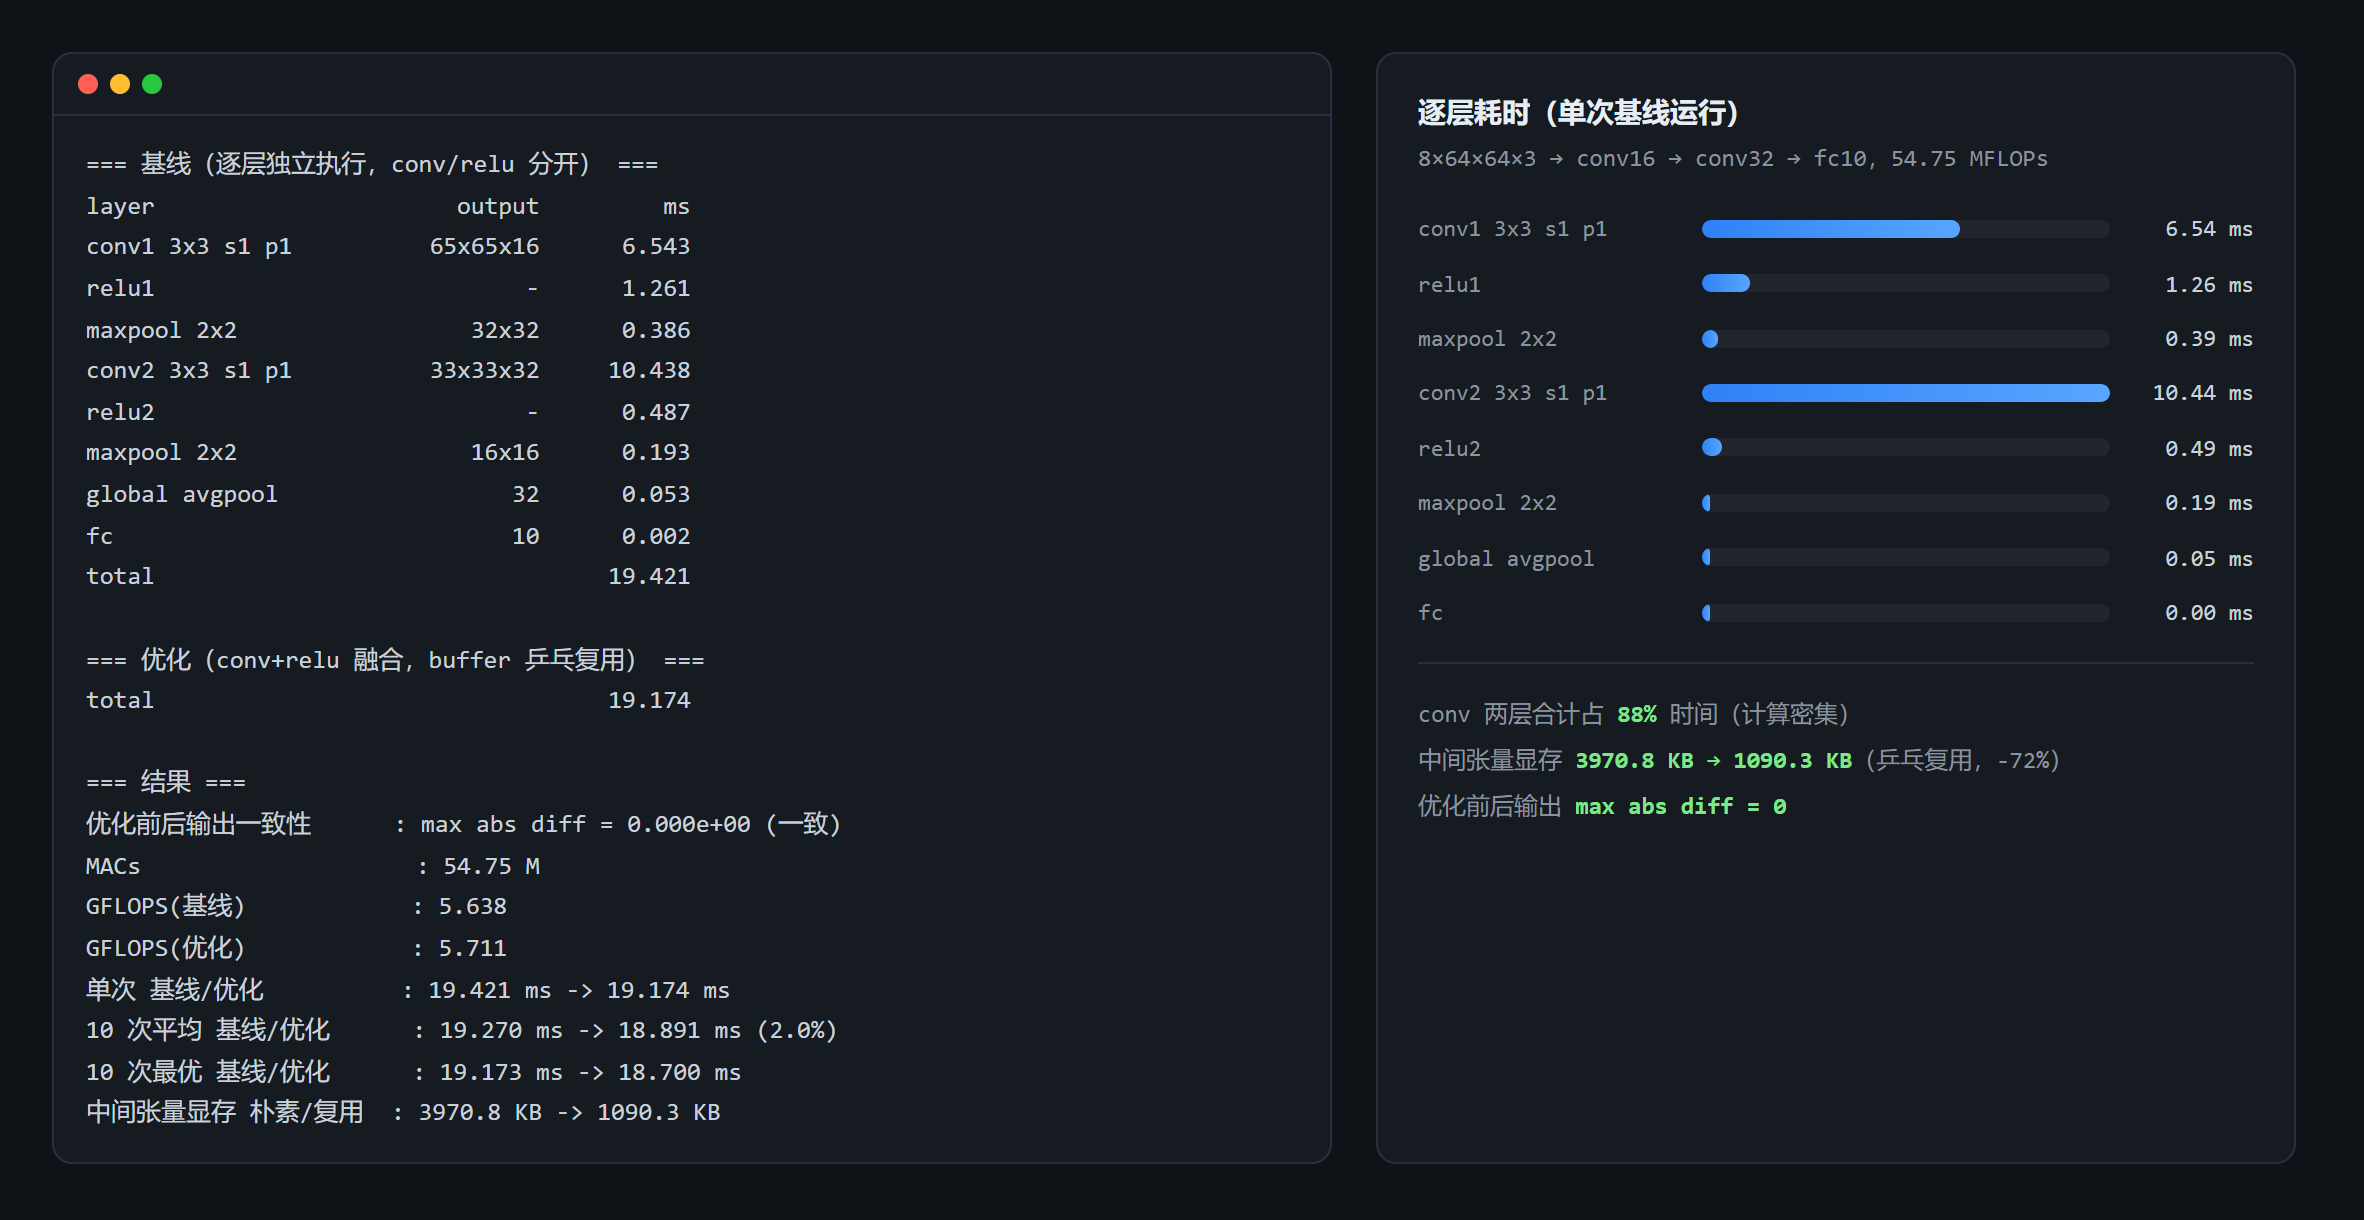 === 基线（逐层独立执行，conv/relu 分开） ===
layer output ms
conv1 3x3 s1 p1 65x65x16 6.543
relu1 - 1.261
maxpool 2x2 32x32 0.386
conv2 3x3 s1 p1 33x33x32 10.438
relu2 - 0.487
maxpool 2x2 16x16 0.193
global avgpool 32 0.053
fc 10 0.002
total 19.421
=== 优化（conv+relu 融合，buffer 乒乓复用） ===
total 19.174
=== 结果 ===
优化前后输出一致性 : max abs diff = 0.000e+00 (一致)
MACs : 54.75 M
GFLOPS(基线) : 5.638
GFLOPS(优化) : 5.711
单次 基线/优化 : 19.421 ms -> 19.174 ms
10 次平均 基线/优化 : 19.270 ms -> 18.891 ms (2.0%)
10 次最优 基线/优化 : 19.173 ms -> 18.700 ms
中间张量显存 朴素/复用 : 3970.8 KB -> 1090.3 KB
逐层耗时（单次基线运行）
8×64×64×3 → conv16 → conv32 → fc10, 54.75 MFLOPs
conv1 3x3 s1 p1 6.54 ms
relu1 1.26 ms
maxpool 2x2 0.39 ms
conv2 3x3 s1 p1 10.44 ms
relu2 0.49 ms
maxpool 2x2 0.19 ms
global avgpool 0.05 ms
fc 0.00 ms
conv 两层合计占 88% 时间（计算密集）
中间张量显存 3970.8 KB → 1090.3 KB（乒乓复用，-72%）
优化前后输出 max abs diff = 0